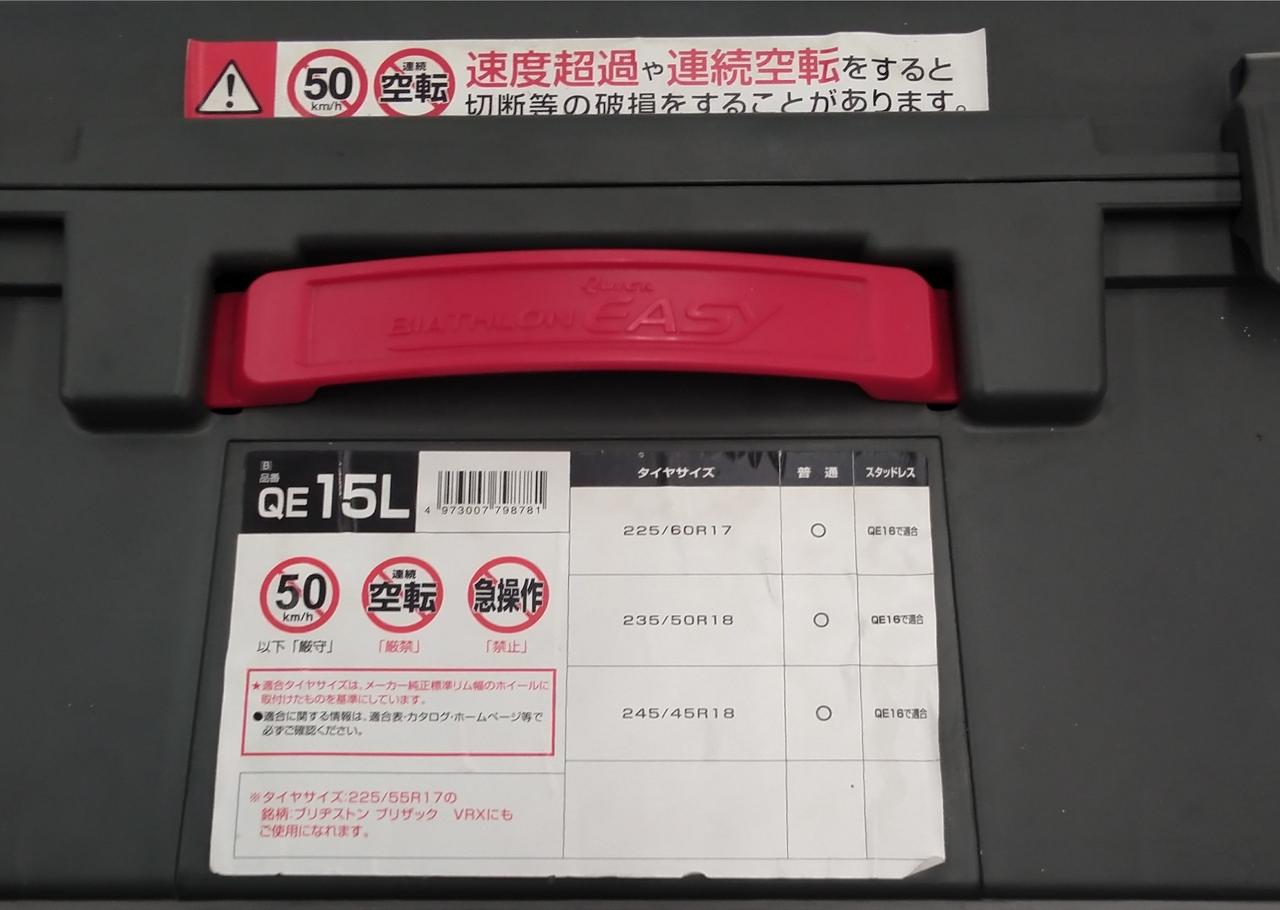 50 km/h 連続 空転 速度超過や連続空転をすると
切断等の破損をすることがあります。
Quick
BIATHLON EASY
B
品番
QE 15L
4 973007 798781
タイヤサイズ 普通 スタッドレス
225/60R17 ○ QE16で適合
235/50R18 ○ QE16で適合
245/45R18 ○ QE16で適合
50 km/h 連続 空転 急操作
以下「厳守」 「厳禁」 「禁止」
★適合タイヤサイズは、メーカー純正標準リム幅のホイールに
取付けたものを基準にしています。
●適合に関する情報は、適合表・カタログ・ホームページ等で
必ずご確認ください。
※タイヤサイズ:225/55R17の
銘柄:ブリヂストン ブリザック VRXにも
ご使用になれます。